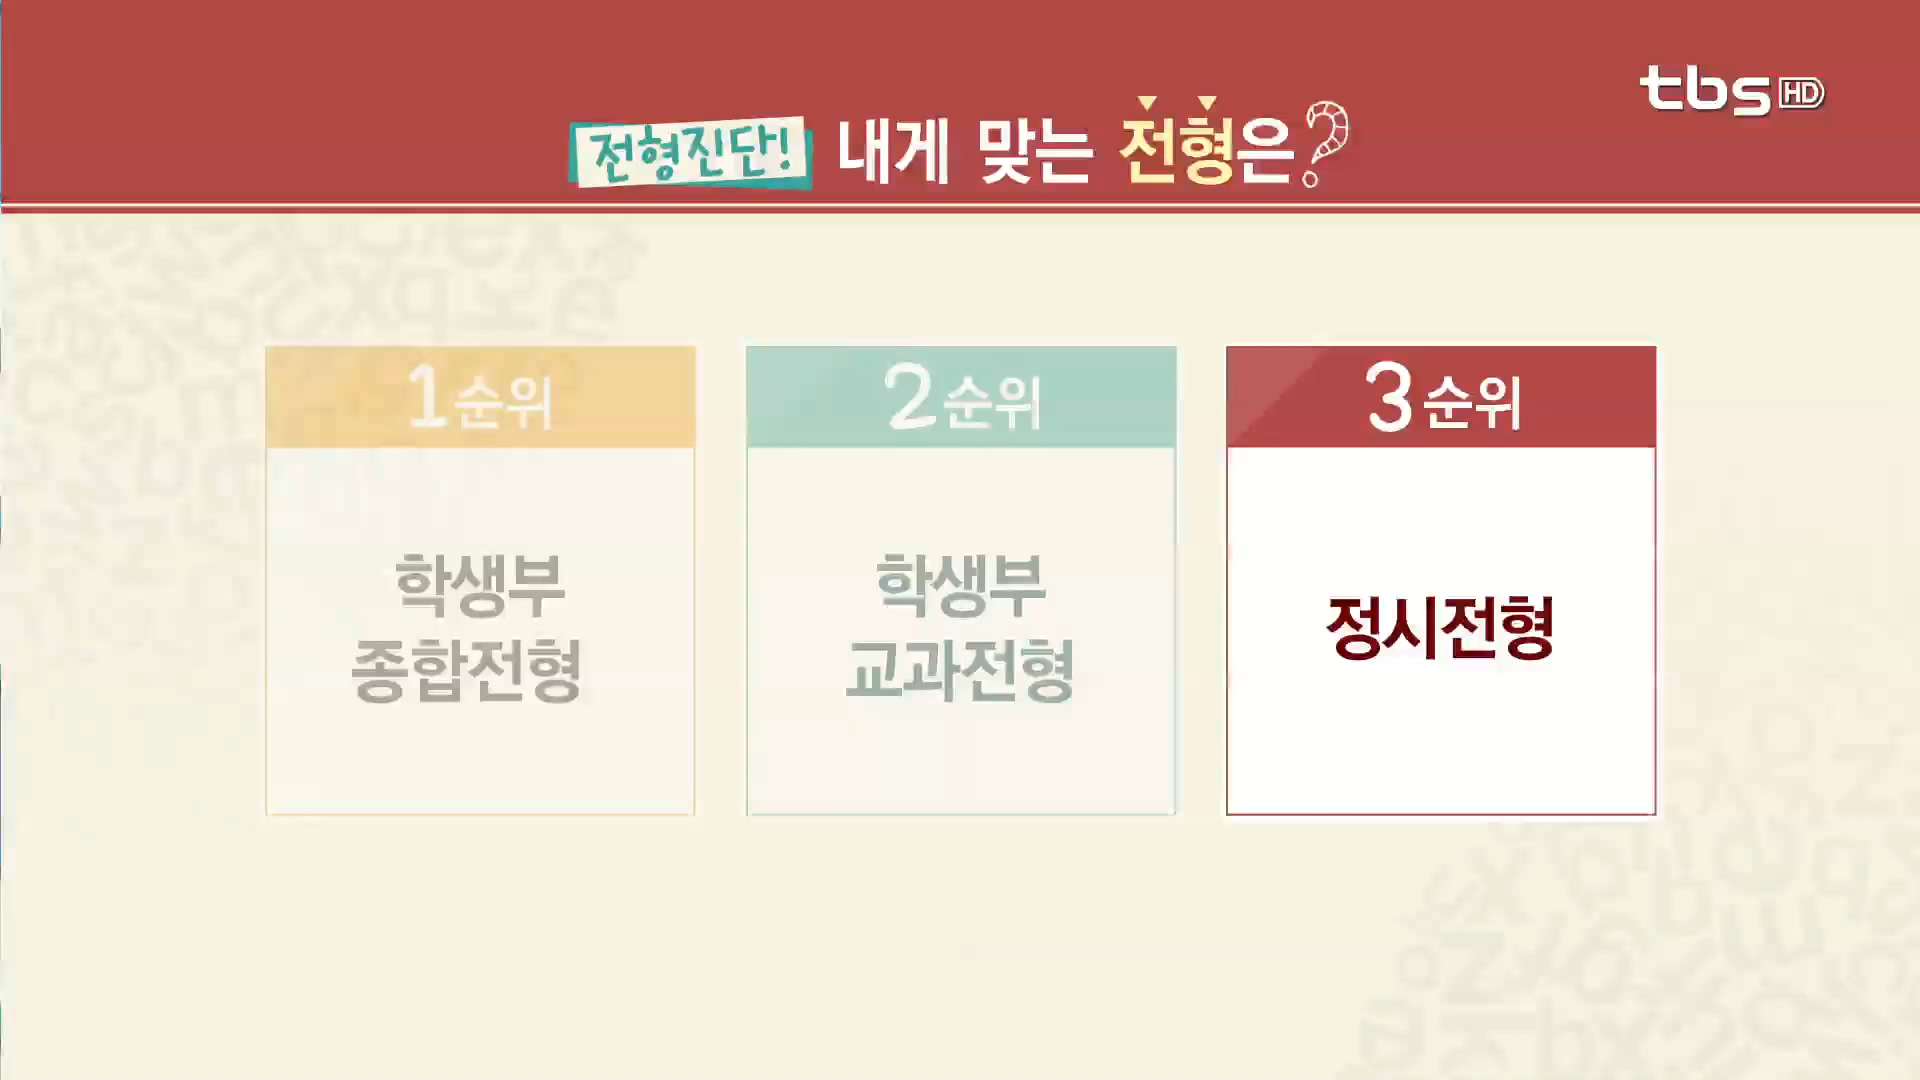 tbs HD
전형진단! 내게 맞는 전형은?
1순위
학생부
종합전형
2순위
학생부
교과전형
3순위
정시전형